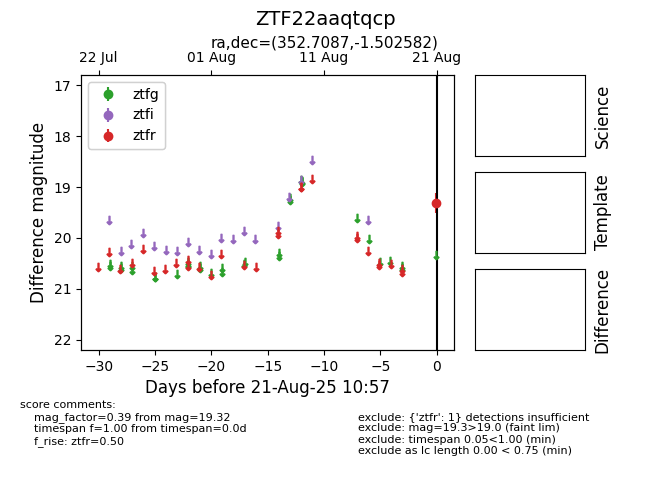 ZTF22aaqtqcp
ra,dec=(352.7087,-1.502582)
22 Jul 01 Aug 11 Aug 21 Aug
ztfg
ztfi
ztfr
17
18
19
20
21
22
Difference magnitude
−30 −25 −20 −15 −10 −5 0
Days before 21-Aug-25 10:57
Science
Template
Difference
score comments:
mag_factor=0.39 from mag=19.32
timespan f=1.00 from timespan=0.0d
f_rise: ztfr=0.50
exclude: {'ztfr': 1} detections insufficient
exclude: mag=19.3>19.0 (faint lim)
exclude: timespan 0.05<1.00 (min)
exclude as lc length 0.00 < 0.75 (min)